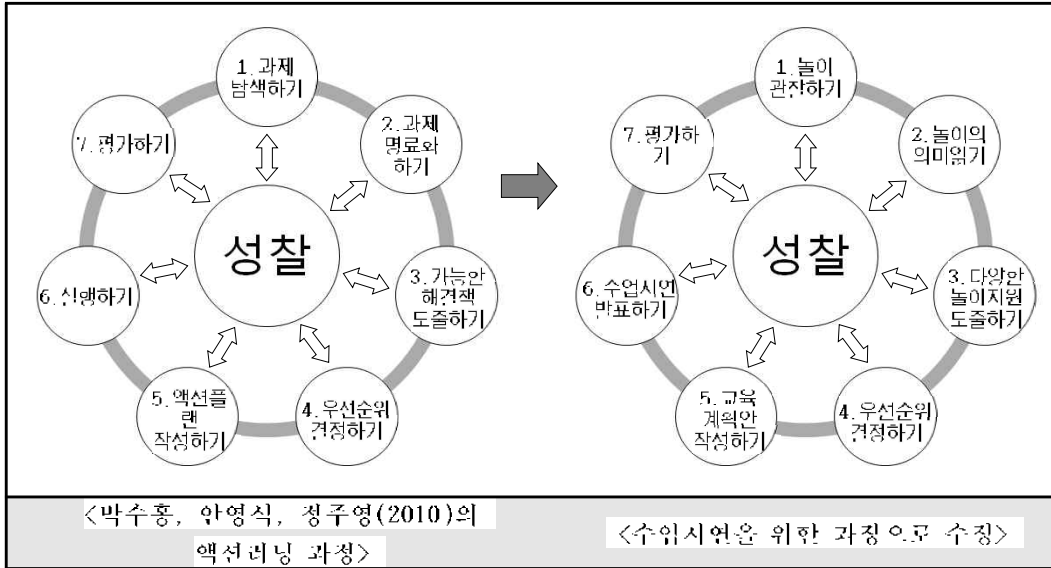 1. 과제
탐색하기
2. 과제
명료화
하기
3. 가능한
해결책
도출하기
4. 우선순위
결정하기
5. 액션플
랜
작성하기
6. 실행하기
7. 평가하기
성찰
1. 놀이
관찰하기
2. 놀이의
의미읽기
3. 다양한
놀이지원
도출하기
4. 우선순위
결정하기
5. 교육
계획안
작성하기
6. 수업시연
발표하기
7. 평가하
기
성찰
<박수홍, 안영식, 정주영(2010)의
액션러닝 과정>
<수업시연을 위한 과정으로 수정>